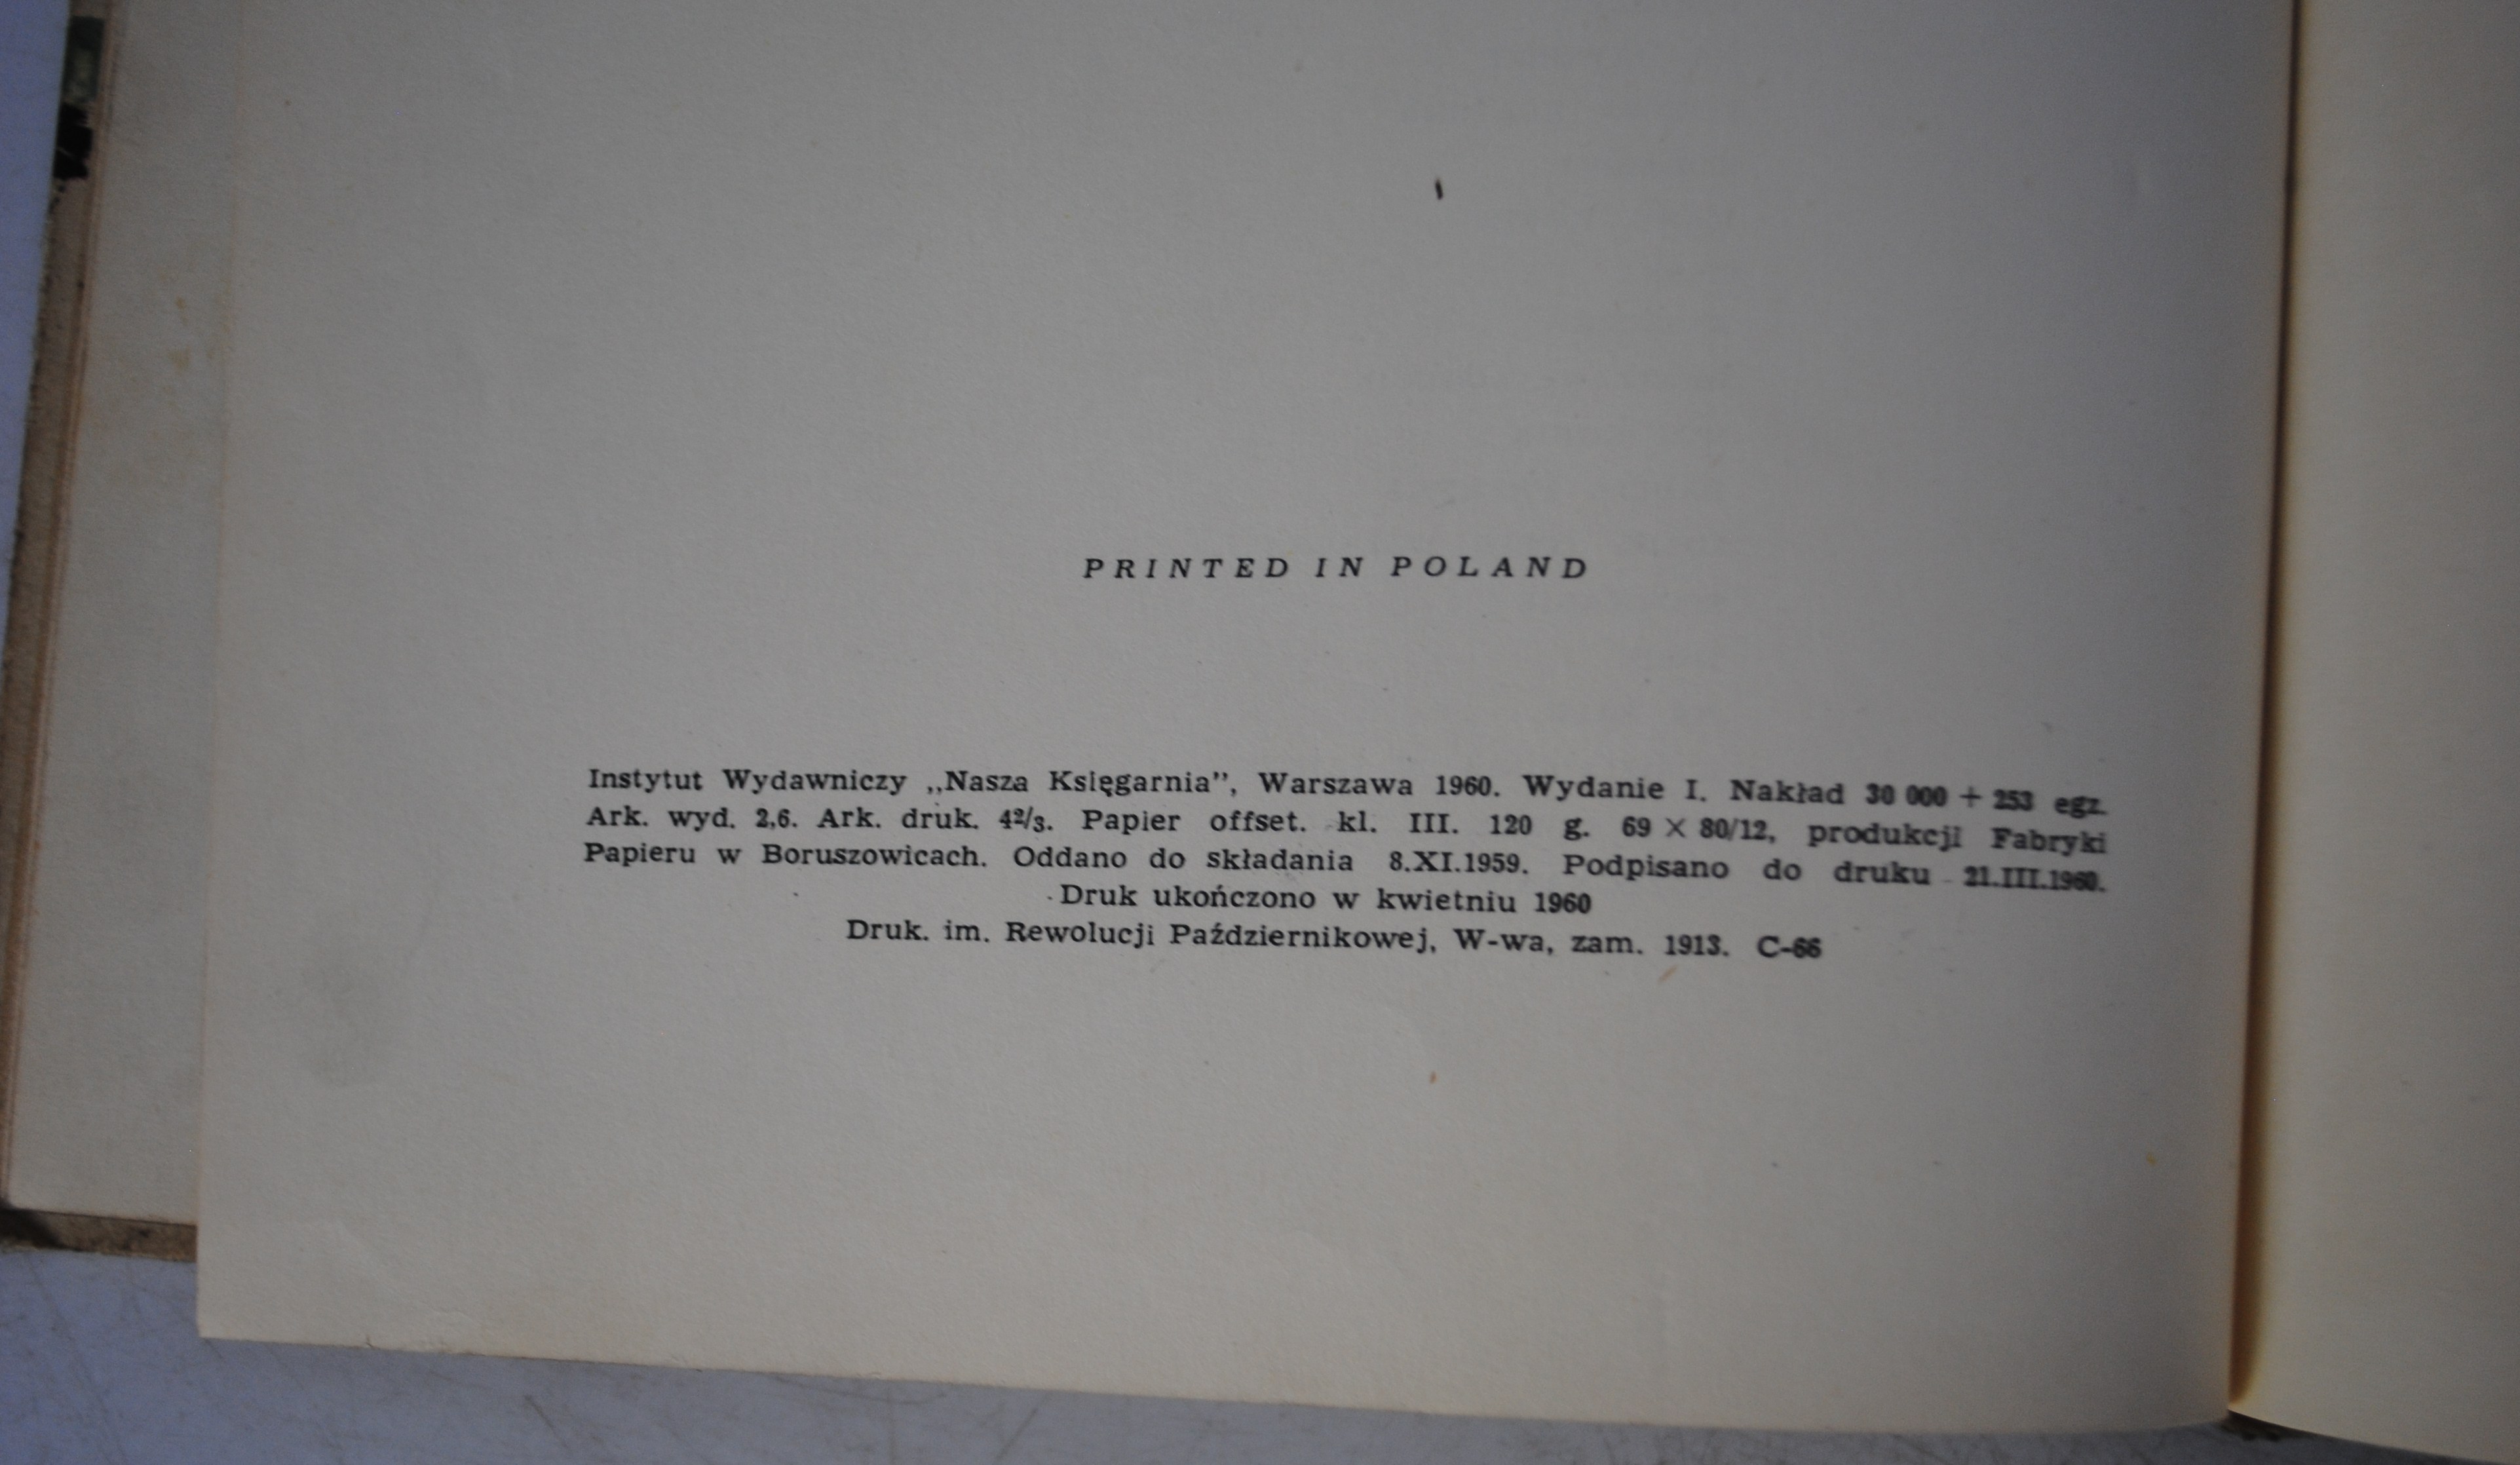 PRINTED IN POLAND
Instytut Wydawniczy „Nasza Księgarnia”, Warszawa 1960. Wydanie I. Nakład 30 000 + 253 egz.
Ark. wyd. 2,6. Ark. druk. 4²/₃. Papier offset. kl. III. 120 g. 69 × 80/12, produkcji Fabryki
Papieru w Boruszowicach. Oddano do składania 8.XI.1959. Podpisano do druku 21.III.1960.
Druk ukończono w kwietniu 1960
Druk. im. Rewolucji Październikowej, W-wa, zam. 1913. C-66